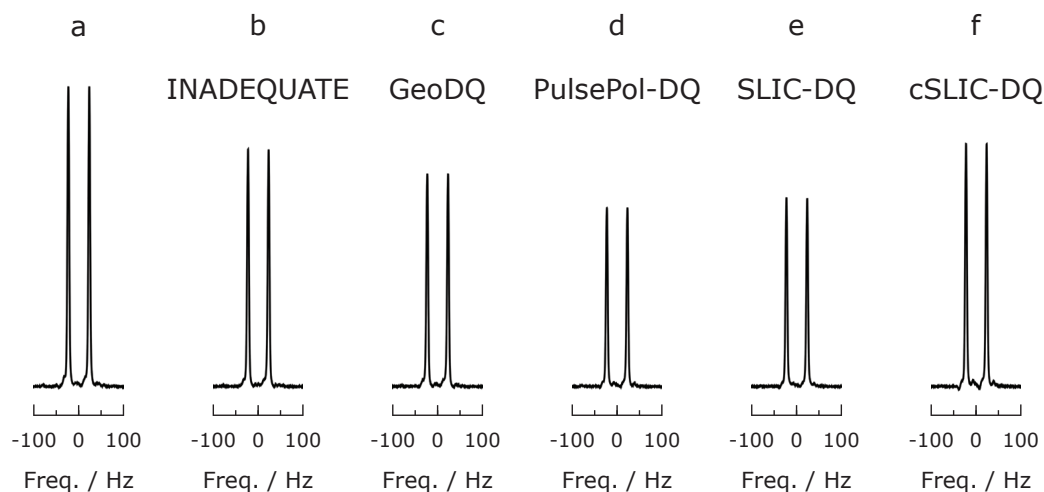 a b c d e f
INADEQUATE GeoDQ PulsePol-DQ SLIC-DQ cSLIC-DQ
-100 0 100 -100 0 100 -100 0 100 -100 0 100 -100 0 100 -100 0 100
Freq. / Hz Freq. / Hz Freq. / Hz Freq. / Hz Freq. / Hz Freq. / Hz